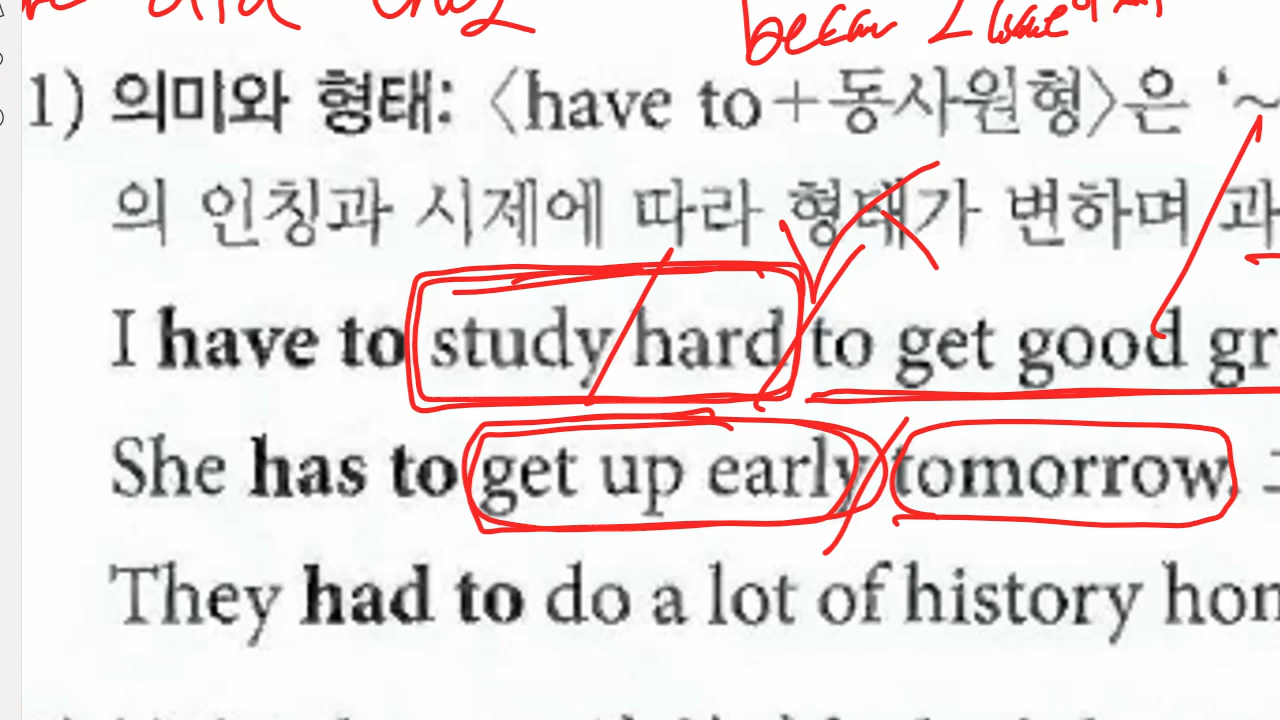 1) 의미와 형태: 〈have to+동사원형〉은 ‘~
의 인칭과 시제에 따라 형태가 변하며 과
I have to study hard to get good gr
She has to get up early tomorrow.
They had to do a lot of history hom